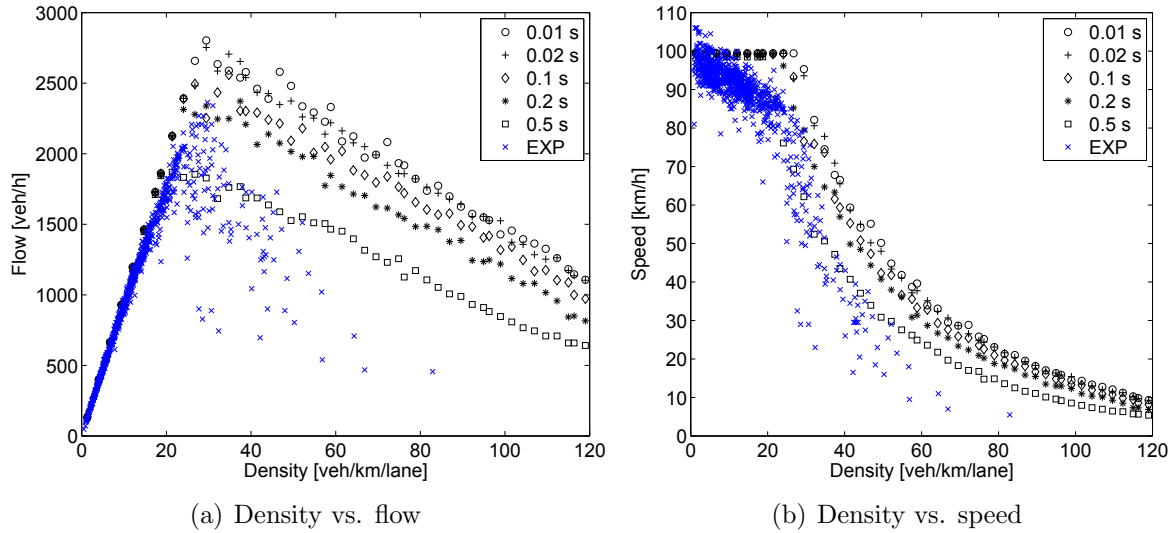 3000
2500
2000
1500
1000
500
0
Flow [veh/h]
0 20 40 60 80 100 120
Density [veh/km/lane]
0.01 s
0.02 s
0.1 s
0.2 s
0.5 s
EXP
(a) Density vs. flow
110
100
90
80
70
60
50
40
30
20
10
0
Speed [km/h]
0 20 40 60 80 100 120
Density [veh/km/lane]
0.01 s
0.02 s
0.1 s
0.2 s
0.5 s
EXP
(b) Density vs. speed